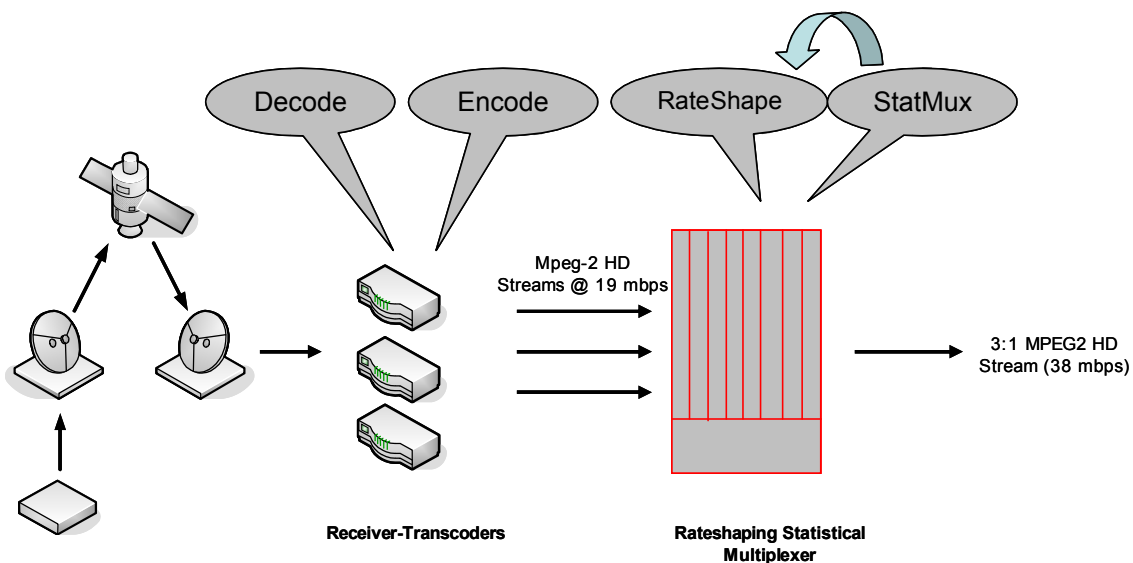 Decode
Encode
RateShape
StatMux
Mpeg-2 HD
Streams @ 19 mbps
3:1 MPEG2 HD
Stream (38 mbps)
Receiver-Transcoders
Rateshaping Statistical
Multiplexer